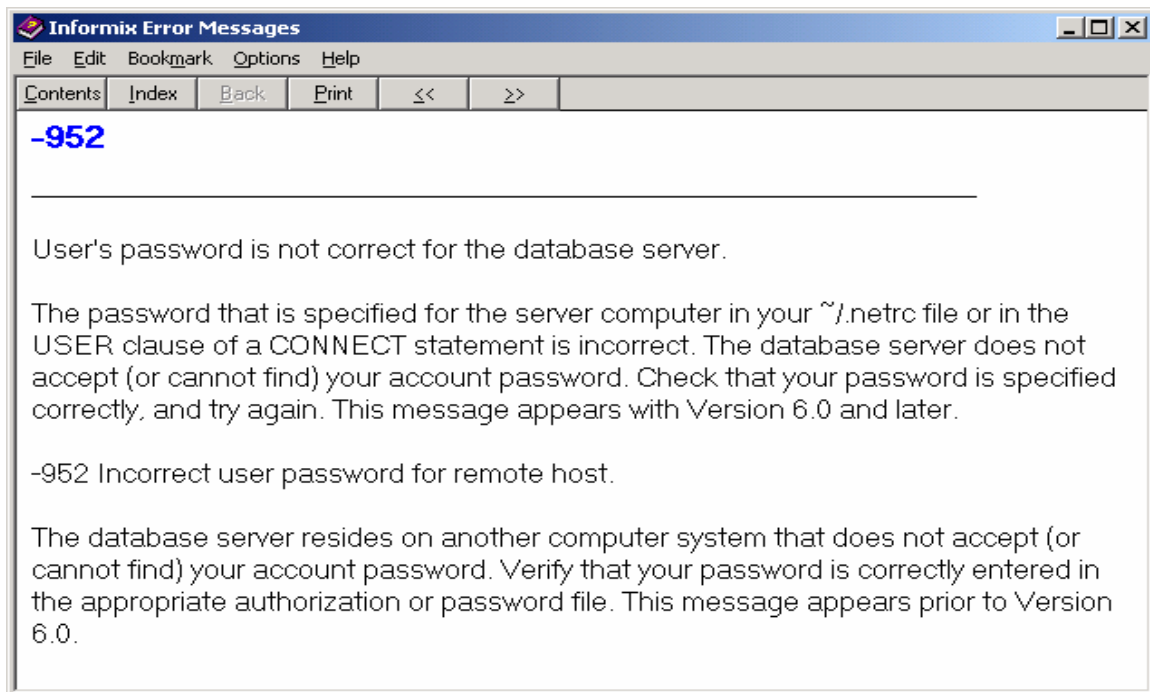 Informix Error Messages
File Edit Bookmark Options Help
Contents Index Back Print << >>
-952
User's password is not correct for the database server.
The password that is specified for the server computer in your ~/.netrc file or in the
USER clause of a CONNECT statement is incorrect. The database server does not
accept (or cannot find) your account password. Check that your password is specified
correctly, and try again. This message appears with Version 6.0 and later.
-952 Incorrect user password for remote host.
The database server resides on another computer system that does not accept (or
cannot find) your account password. Verify that your password is correctly entered in
the appropriate authorization or password file. This message appears prior to Version
6.0.